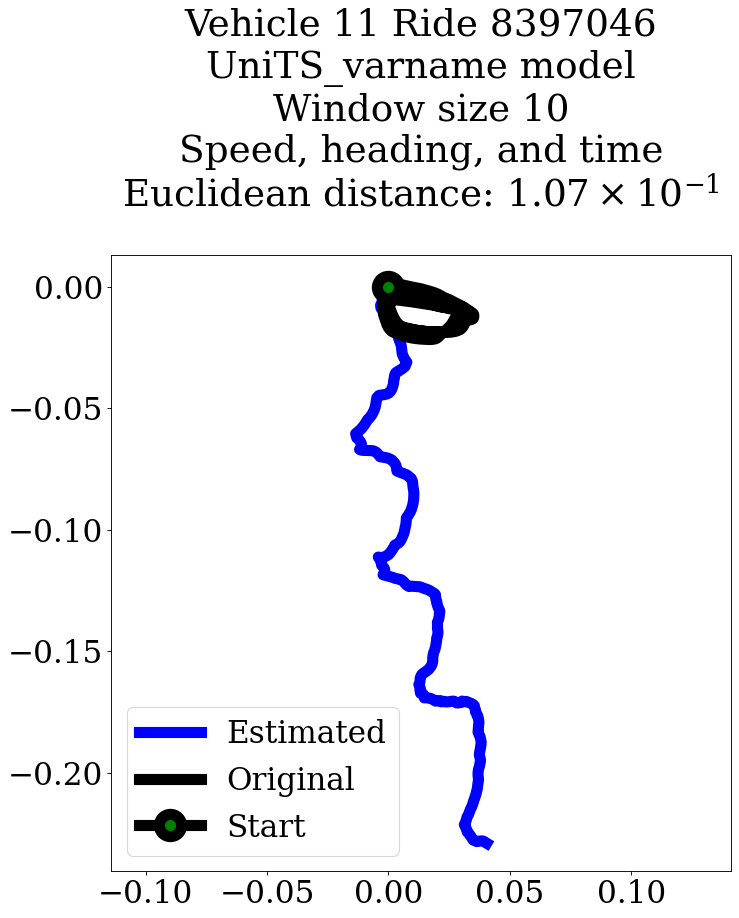 Vehicle 11 Ride 8397046
UniTS_varname model
Window size 10
Speed, heading, and time
Euclidean distance: 1.07 × 10⁻¹
0.00
−0.05
−0.10
−0.15
−0.20
Estimated
Original
Start
−0.10 −0.05 0.00 0.05 0.10